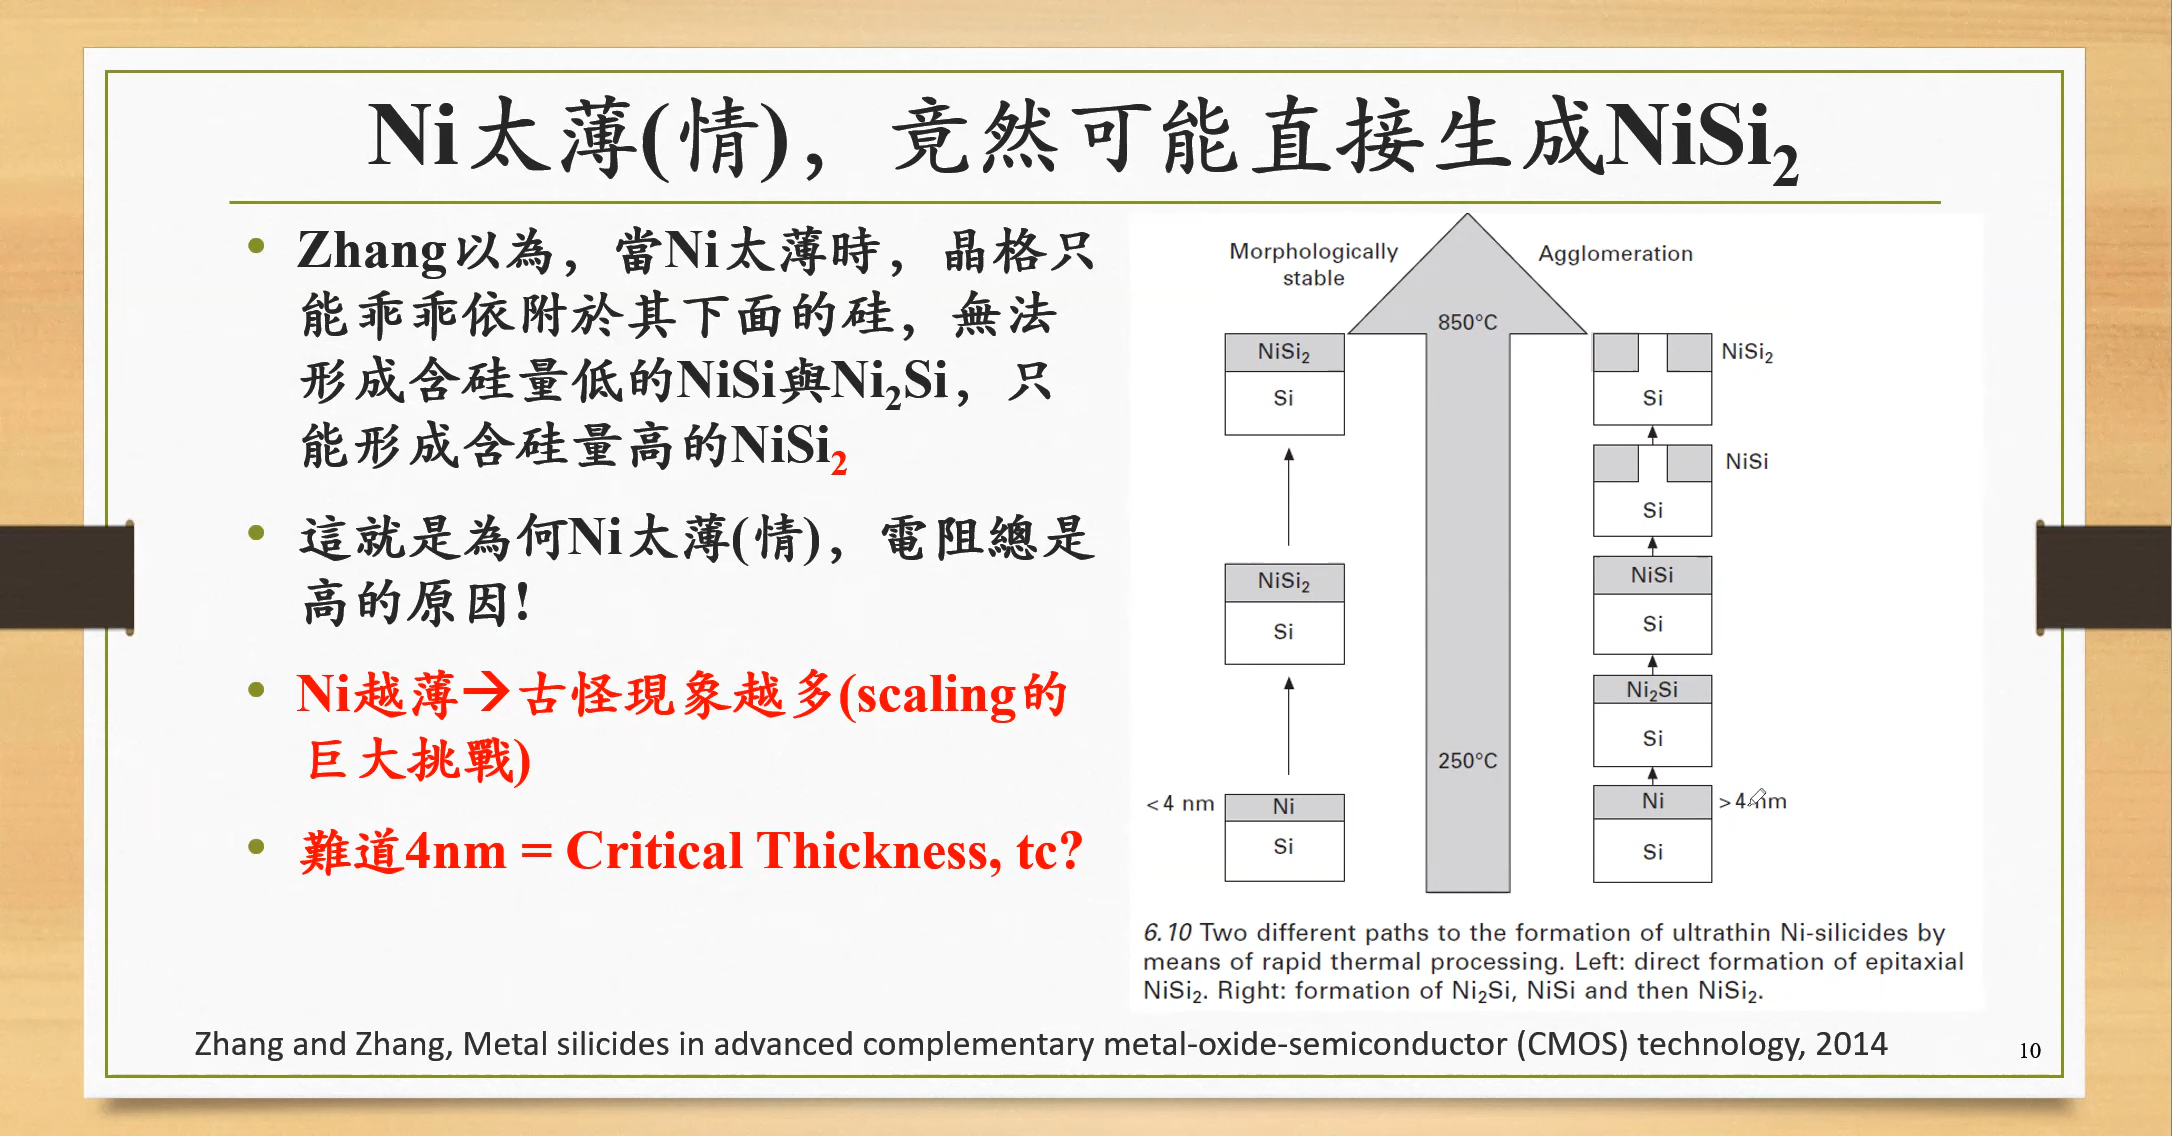 Ni太薄(情)，竟然可能直接生成NiSi₂
• Zhang以為，當Ni太薄時，晶格只
能乖乖依附於其下面的硅，無法
形成含硅量低的NiSi與Ni₂Si，只
能形成含硅量高的NiSi₂
• 這就是為何Ni太薄(情)，電阻總是
高的原因!
• Ni越薄→古怪現象越多(scaling的
巨大挑戰)
• 難道4nm = Critical Thickness, tc?
Morphologically
stable
Agglomeration
850°C
NiSi₂
Si
NiSi₂
Si
NiSi
Si
NiSi₂
Si
NiSi
Si
Ni₂Si
Si
250°C
<4 nm
Ni
Si
Ni
>4 nm
Si
6.10 Two different paths to the formation of ultrathin Ni-silicides by
means of rapid thermal processing. Left: direct formation of epitaxial
NiSi₂. Right: formation of Ni₂Si, NiSi and then NiSi₂.
Zhang and Zhang, Metal silicides in advanced complementary metal-oxide-semiconductor (CMOS) technology, 2014
10